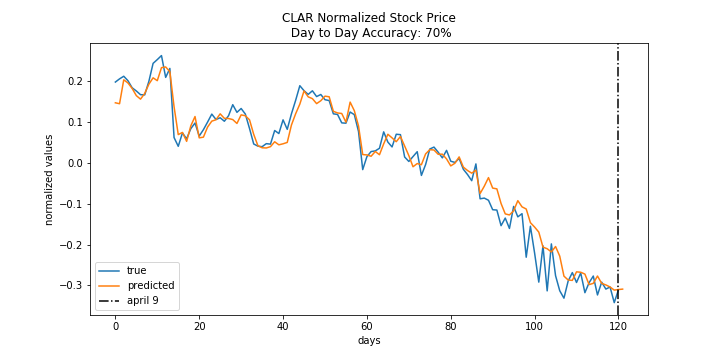 CLAR Normalized Stock Price
Day to Day Accuracy: 70%
normalized values
0.2
0.1
0.0
−0.1
−0.2
−0.3
true
predicted
april 9
0 20 40 60 80 100 120
days